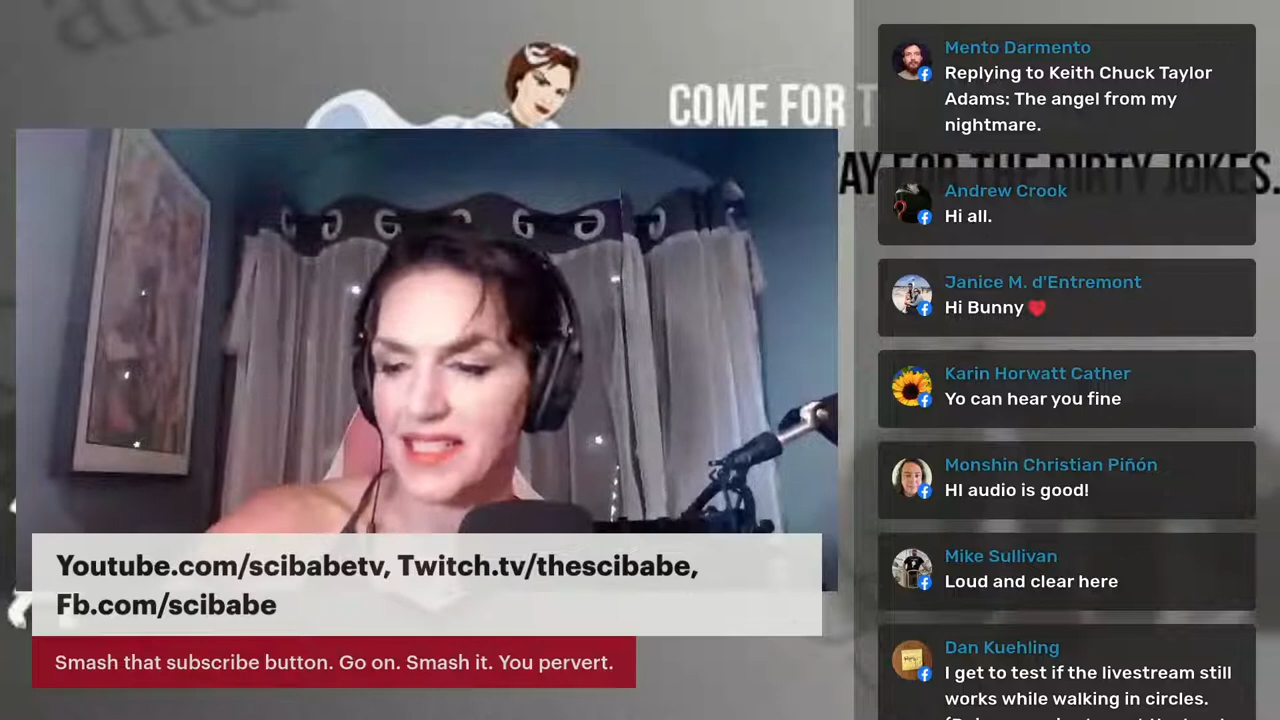 and
COME FOR T
AY FOR THE DIRTY JOKES.
Youtube.com/scibabetv, Twitch.tv/thescibabe,
Fb.com/scibabe
Smash that subscribe button. Go on. Smash it. You pervert.
Mento Darmento
Replying to Keith Chuck Taylor
Adams: The angel from my
nightmare.
Andrew Crook
Hi all.
Janice M. d'Entremont
Hi Bunny ❤️
Karin Horwatt Cather
Yo can hear you fine
Monshin Christian Piñón
HI audio is good!
Mike Sullivan
Loud and clear here
Dan Kuehling
I get to test if the livestream still
works while walking in circles.